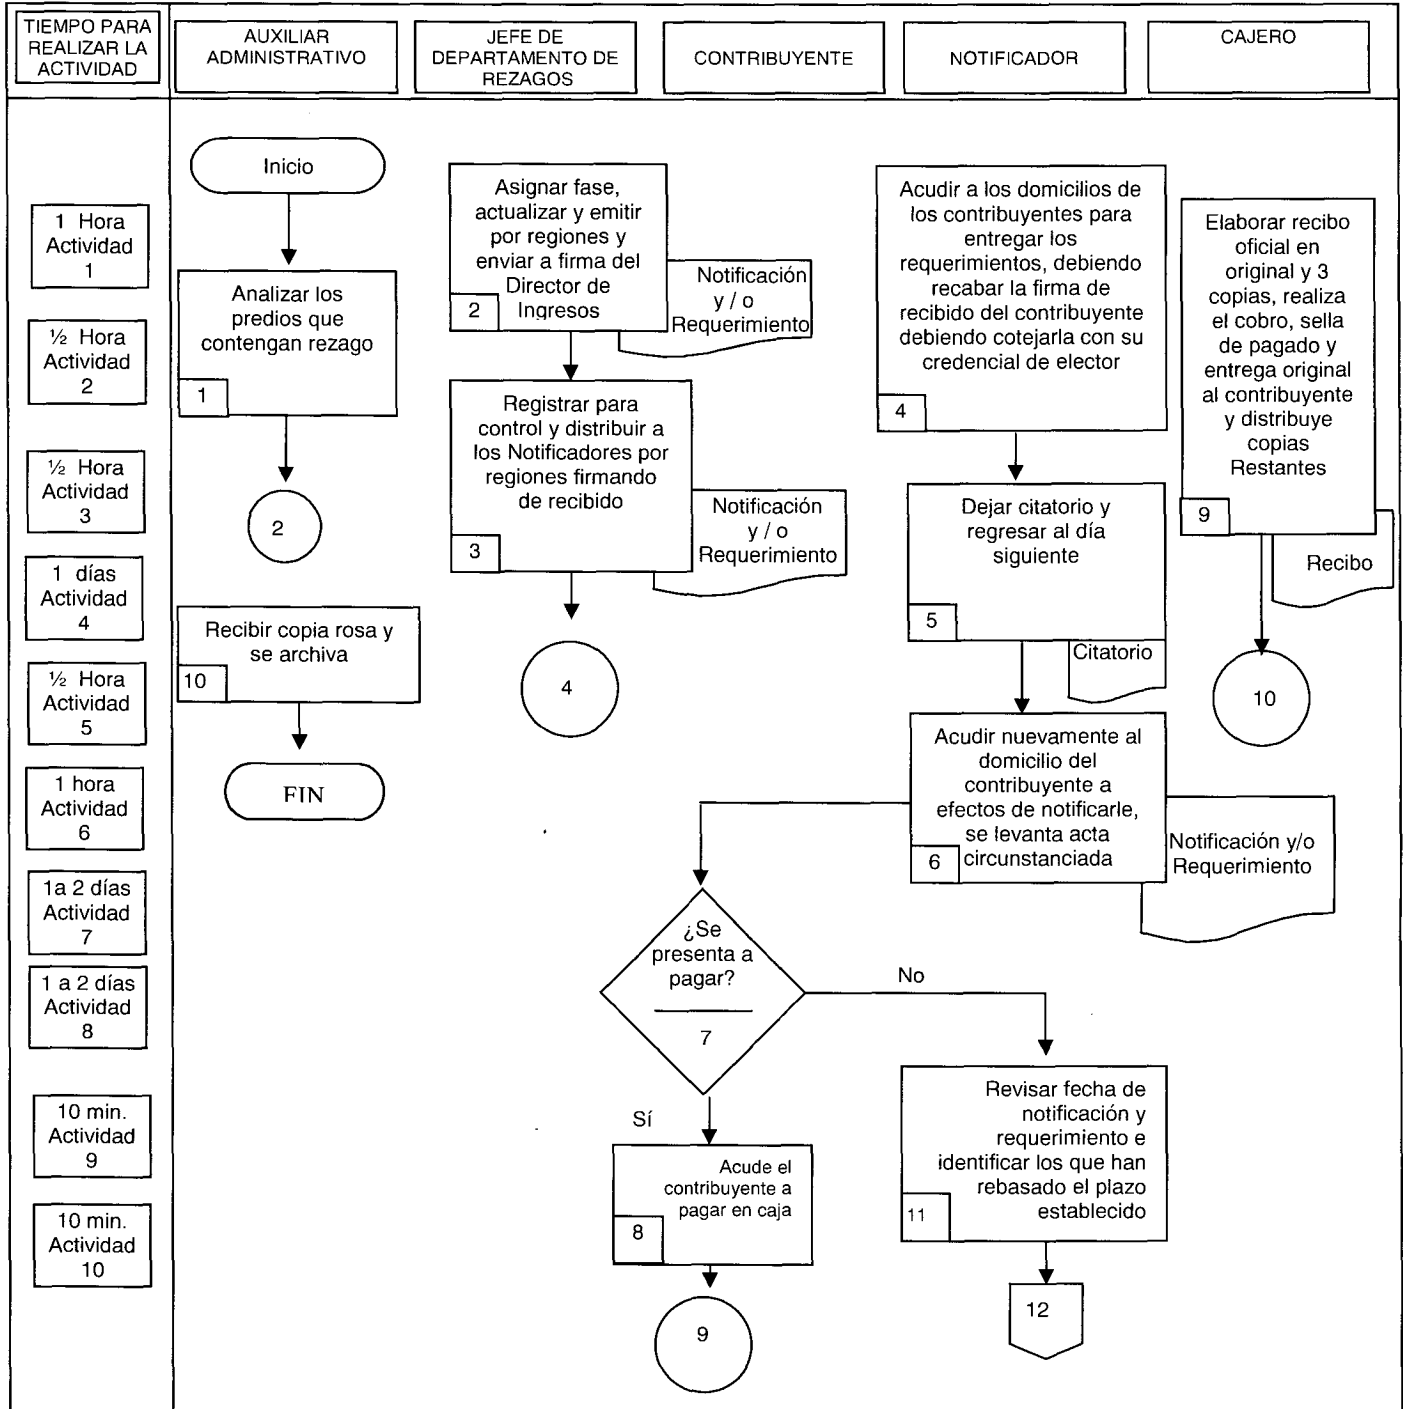 TIEMPO PARA
REALIZAR LA
ACTIVIDAD
AUXILIAR
ADMINISTRATIVO
JEFE DE
DEPARTAMENTO DE
REZAGOS
CONTRIBUYENTE
NOTIFICADOR
CAJERO
1 Hora
Actividad
1
½ Hora
Actividad
2
½ Hora
Actividad
3
1 días
Actividad
4
½ Hora
Actividad
5
1 hora
Actividad
6
1a 2 días
Actividad
7
1 a 2 días
Actividad
8
10 min.
Actividad
9
10 min.
Actividad
10
Inicio
Analizar los
predios que
contengan rezago
1
2
Recibir copia rosa y
se archiva
10
FIN
Asignar fase,
actualizar y emitir
por regiones y
enviar a firma del
Director de
Ingresos
2
Notificación
y / o
Requerimiento
Registrar para
control y distribuir a
los Notificadores por
regiones firmando
de recibido
3
Notificación
y / o
Requerimiento
4
Acudir a los domicilios de
los contribuyentes para
entregar los
requerimientos, debiendo
recabar la firma de
recibido del contribuyente
debiendo cotejarla con su
credencial de elector
4
Dejar citatorio y
regresar al día
siguiente
5
Citatorio
Acudir nuevamente al
domicilio del
contribuyente a
efectos de notificarle,
se levanta acta
circunstanciada
6
Notificación y/o
Requerimiento
¿Se
presenta a
pagar?
7
No
Sí
Acude el
contribuyente a
pagar en caja
8
9
Revisar fecha de
notificación y
requerimiento e
identificar los que han
rebasado el plazo
establecido
11
12
Elaborar recibo
oficial en
original y 3
copias, realiza
el cobro, sella
de pagado y
entrega original
al contribuyente
y distribuye
copias
Restantes
9
Recibo
10